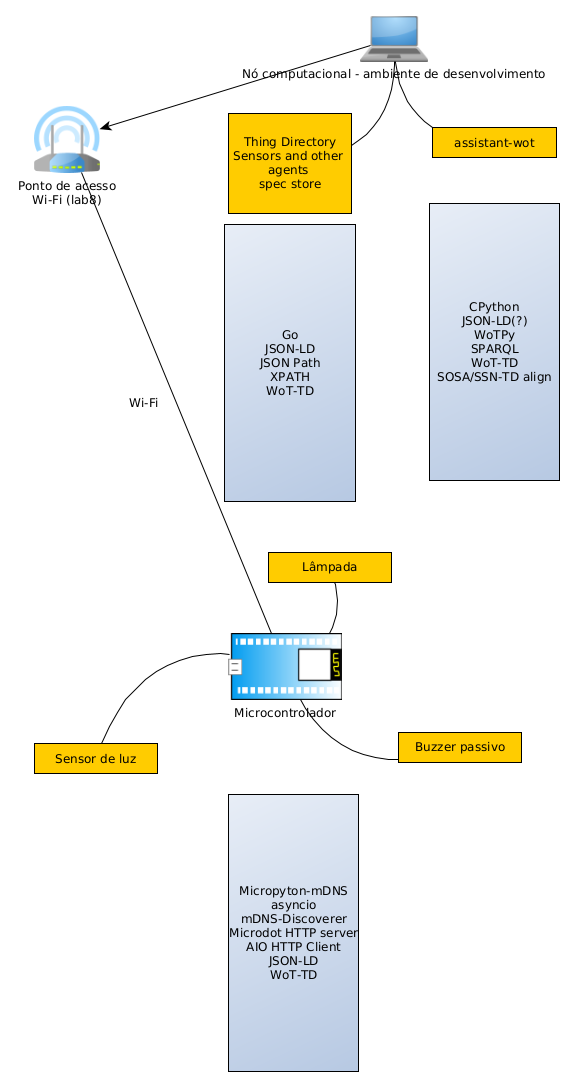 Nó computacional - ambiente de desenvolvimento
Thing Directory
Sensors and other
agents
spec store
assistant-wot
Ponto de acesso
Wi-Fi (lab8)
CPython
JSON-LD(?)
WoTPy
SPARQL
WoT-TD
SOSA/SSN-TD align
Go
JSON-LD
JSON Path
XPATH
WoT-TD
Wi-Fi
Lâmpada
Microcontrolador
Sensor de luz
Buzzer passivo
Micropyton-mDNS
asyncio
mDNS-Discoverer
Microdot HTTP server
AIO HTTP Client
JSON-LD
WoT-TD